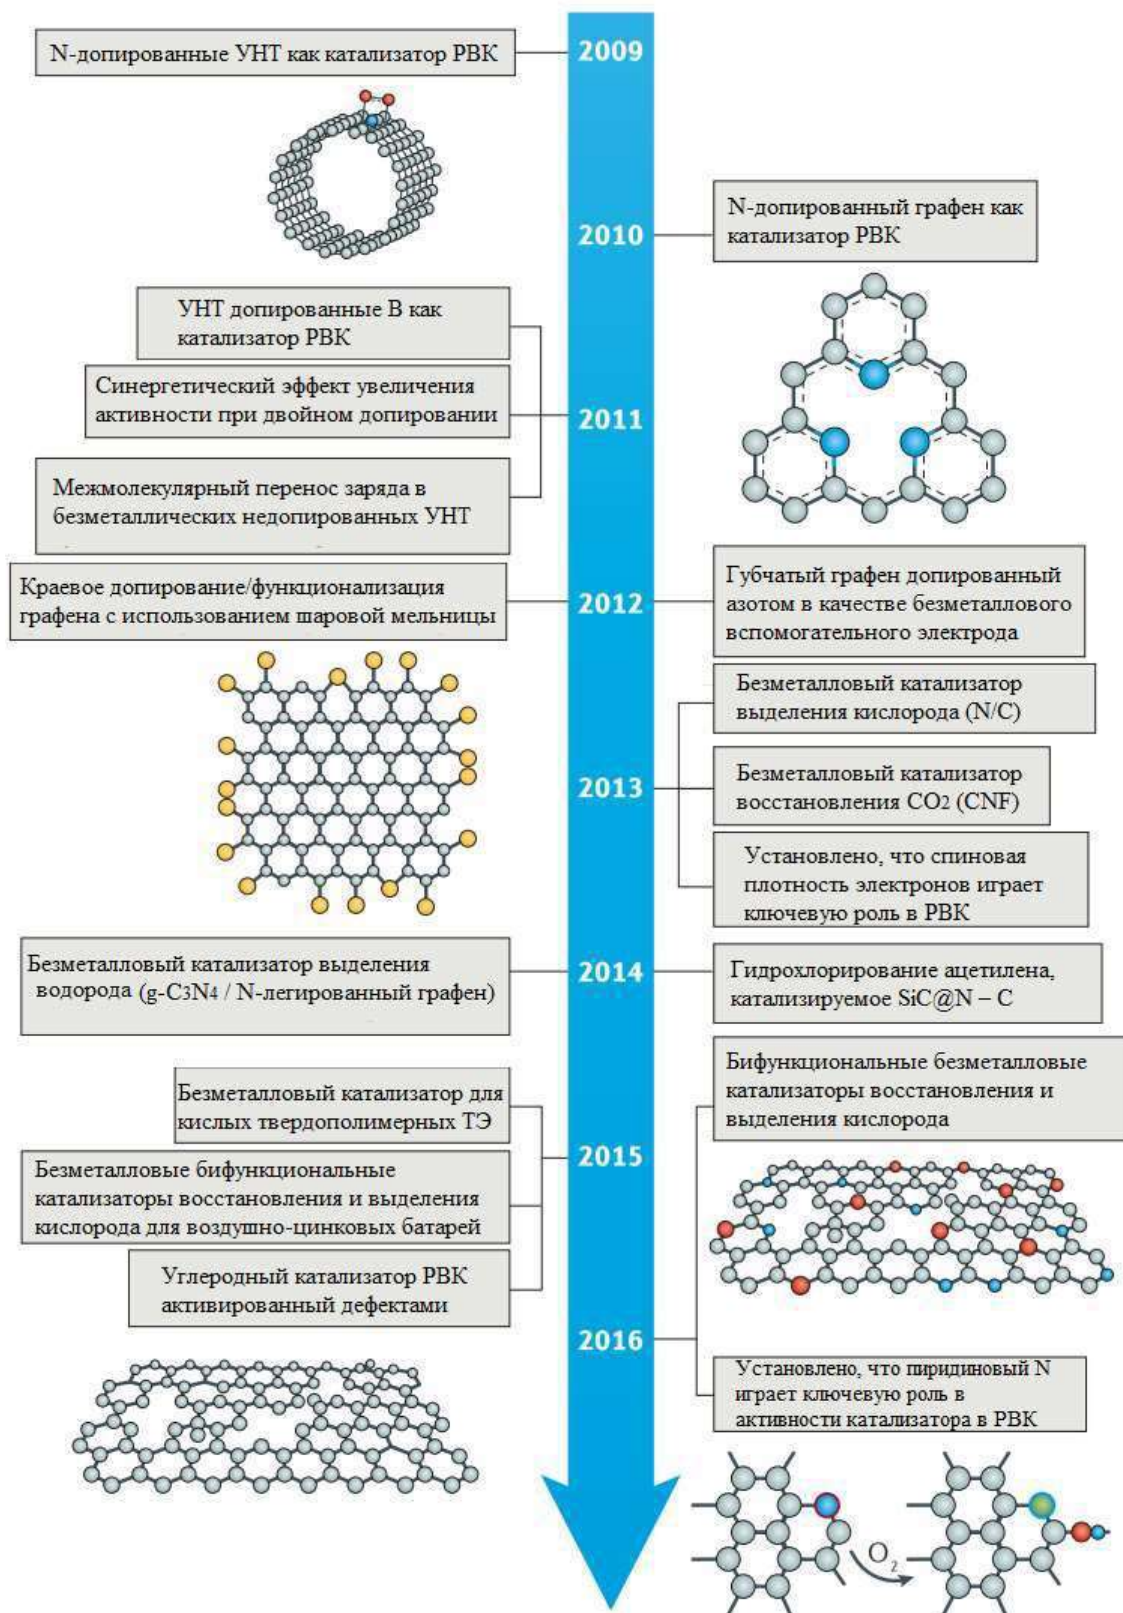 2009
N-допированные УНТ как катализатор РВК
2010
N-допированный графен как
катализатор РВК
2011
УНТ допированные В как
катализатор РВК
Синергетический эффект увеличения
активности при двойном допировании
Межмолекулярный перенос заряда в
безметаллических недопированных УНТ
2012
Краевое допирование/функционализация
графена с использованием шаровой мельницы
Губчатый графен допированный
азотом в качестве безметаллового
вспомогательного электрода
2013
Безметалловый катализатор
выделения кислорода (N/C)
Безметалловый катализатор
восстановления CO2 (CNF)
Установлено, что спиновая
плотность электронов играет
ключевую роль в РВК
2014
Безметалловый катализатор выделения
водорода (g-C3N4 / N-легированный графен)
Гидрохлорирование ацетилена,
катализируемое SiC@N – C
2015
Безметалловый катализатор для
кислых твердополимерных ТЭ
Безметалловые бифункциональные
катализаторы восстановления и выделения
кислорода для воздушно-цинковых батарей
Углеродный катализатор РВК
активированный дефектами
2016
Бифункциональные безметалловые
катализаторы восстановления и
выделения кислорода
Установлено, что пиридиновый N
играет ключевую роль в
активности катализатора в РВК
O2